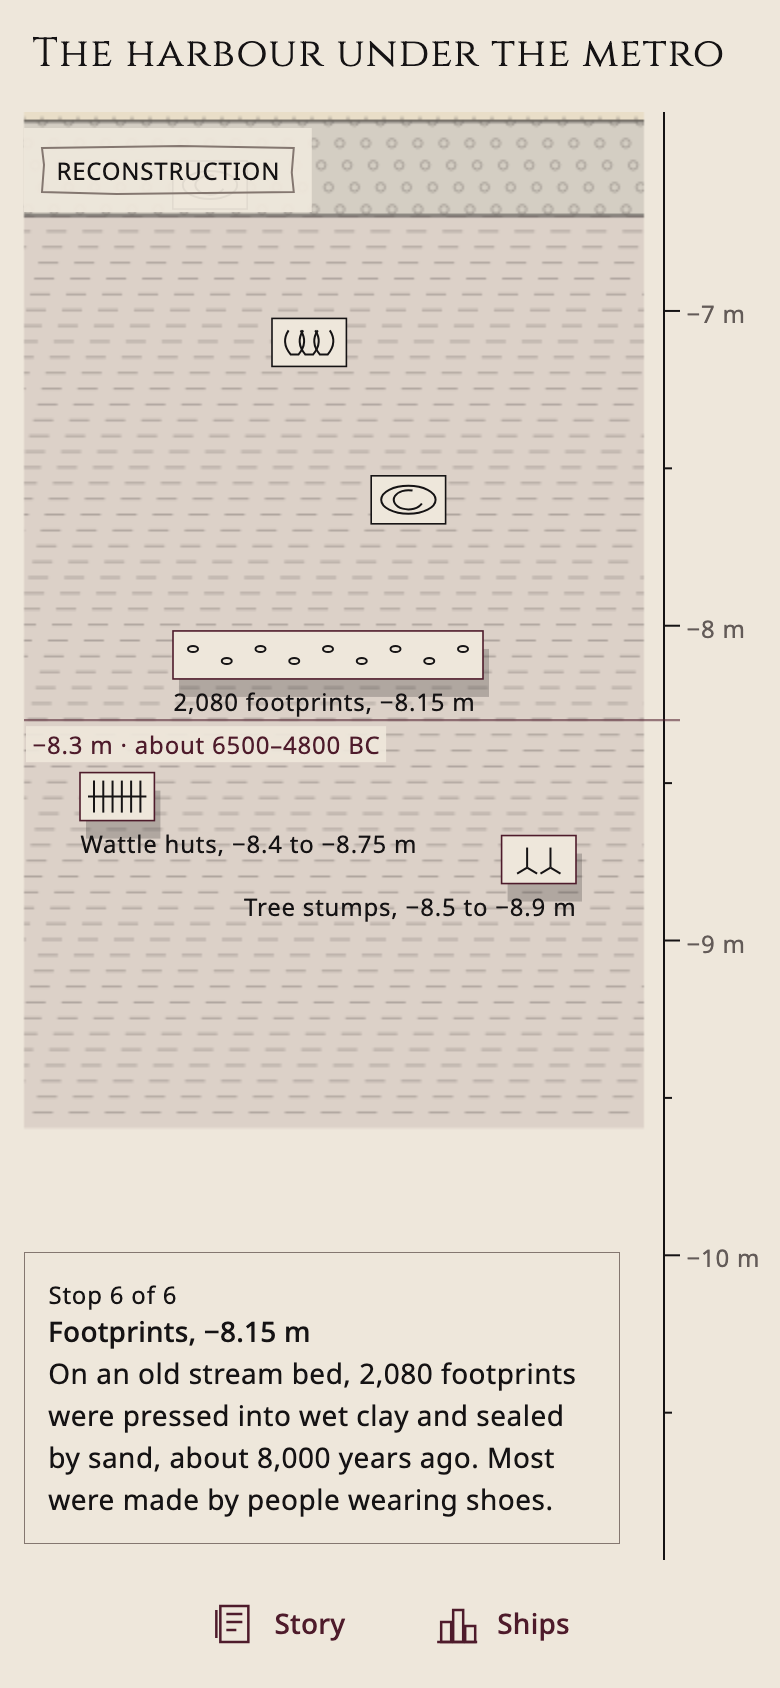 The harbour under the metro
RECONSTRUCTION
−7 m
−8 m
2,080 footprints, −8.15 m
−8.3 m · about 6500–4800 BC
Wattle huts, −8.4 to −8.75 m
Tree stumps, −8.5 to −8.9 m
−9 m
−10 m
Stop 6 of 6
Footprints, −8.15 m
On an old stream bed, 2,080 footprints
were pressed into wet clay and sealed
by sand, about 8,000 years ago. Most
were made by people wearing shoes.
Story
Ships